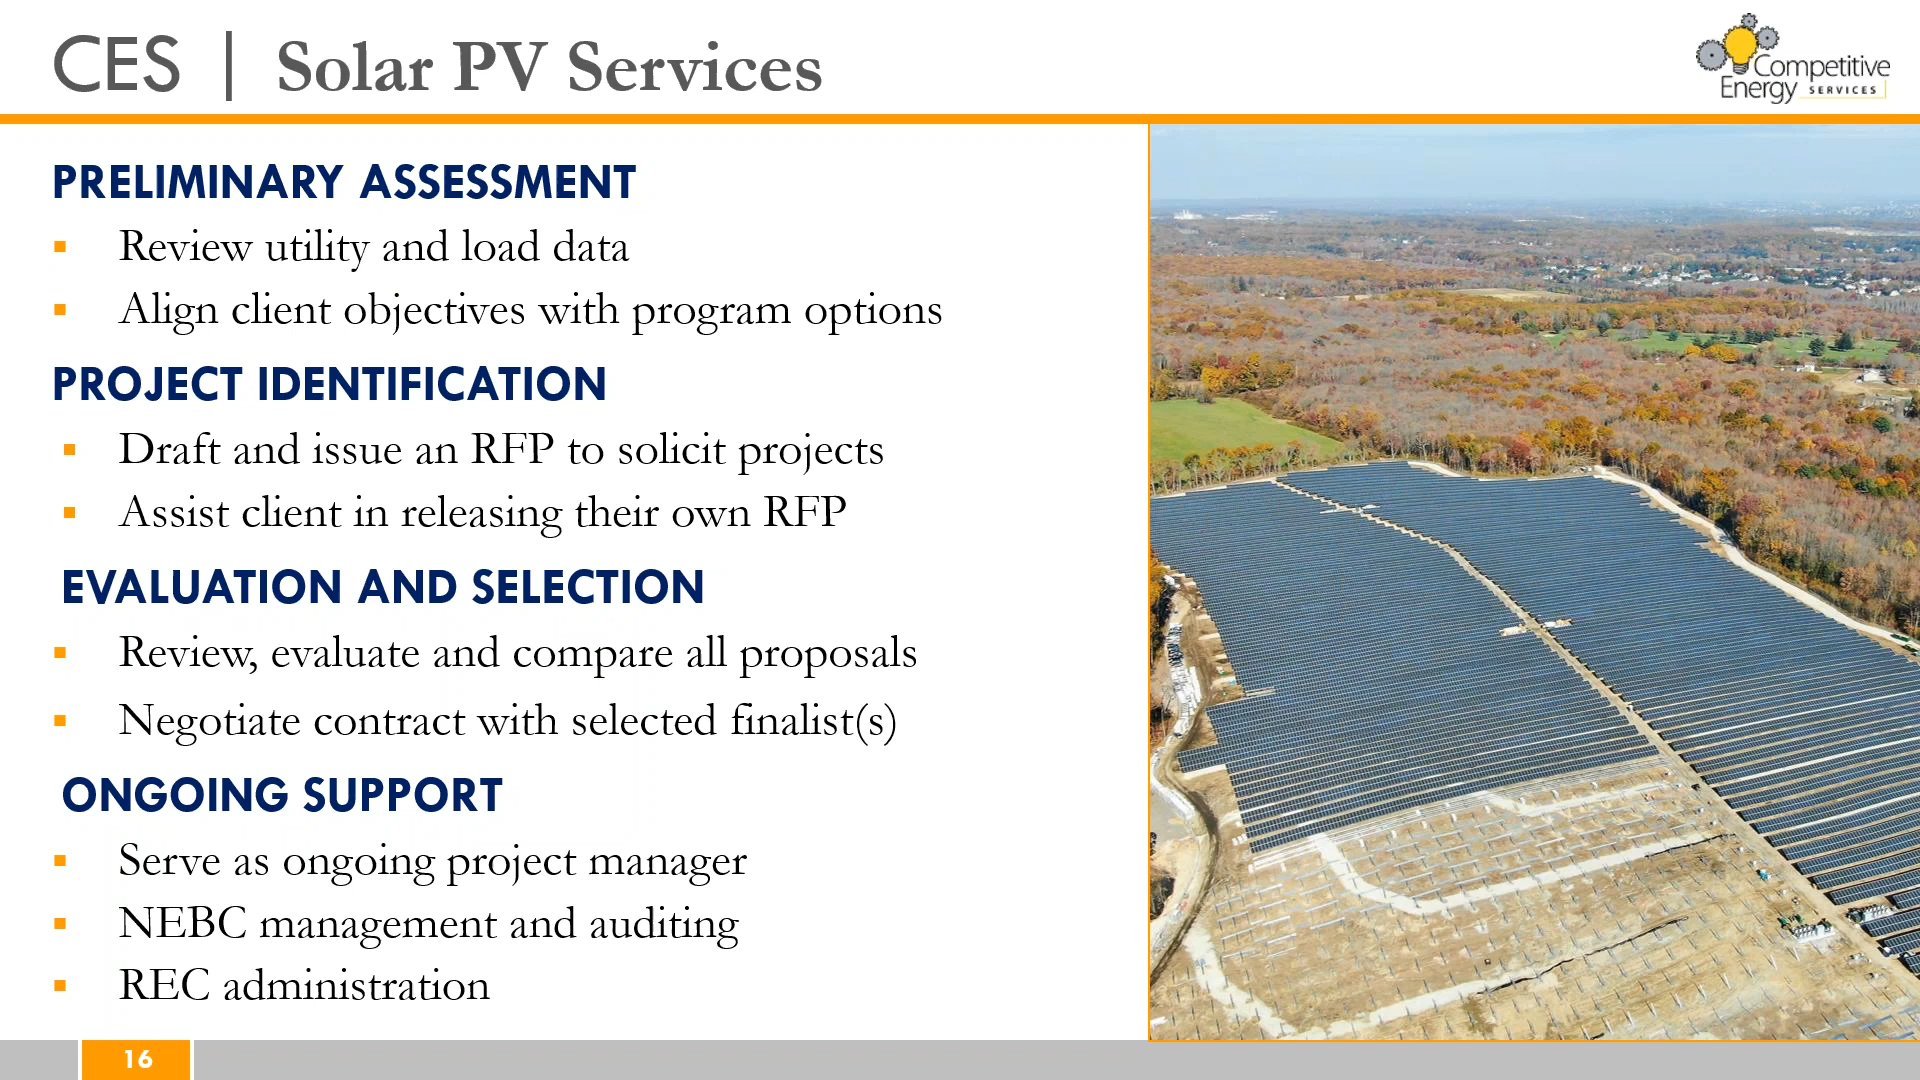 CES | Solar PV Services
Competitive
Energy SERVICES
PRELIMINARY ASSESSMENT
▪ Review utility and load data
▪ Align client objectives with program options
PROJECT IDENTIFICATION
▪ Draft and issue an RFP to solicit projects
▪ Assist client in releasing their own RFP
EVALUATION AND SELECTION
▪ Review, evaluate and compare all proposals
▪ Negotiate contract with selected finalist(s)
ONGOING SUPPORT
▪ Serve as ongoing project manager
▪ NEBC management and auditing
▪ REC administration
16